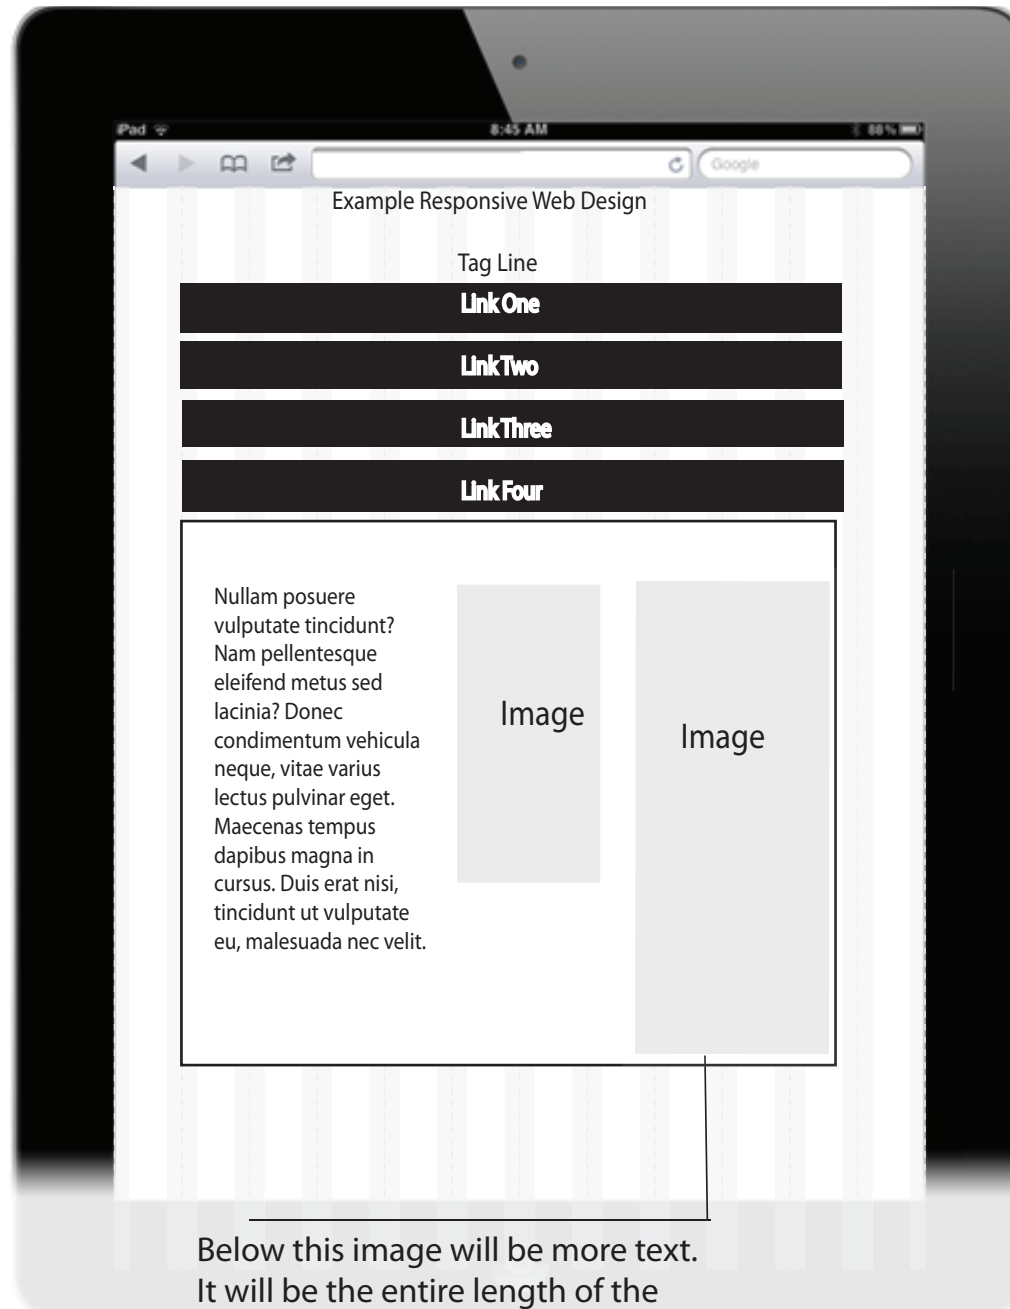 iPad 8:45 AM 88%
Google
Example Responsive Web Design
Tag Line
Link One
Link Two
Link Three
Link Four
Nullam posuere
vulputate tincidunt?
Nam pellentesque
eleifend metus sed
lacinia? Donec
condimentum vehicula
neque, vitae varius
lectus pulvinar eget.
Maecenas tempus
dapibus magna in
cursus. Duis erat nisi,
tincidunt ut vulputate
eu, malesuada nec velit.
Image
Image
Below this image will be more text.
It will be the entire length of the